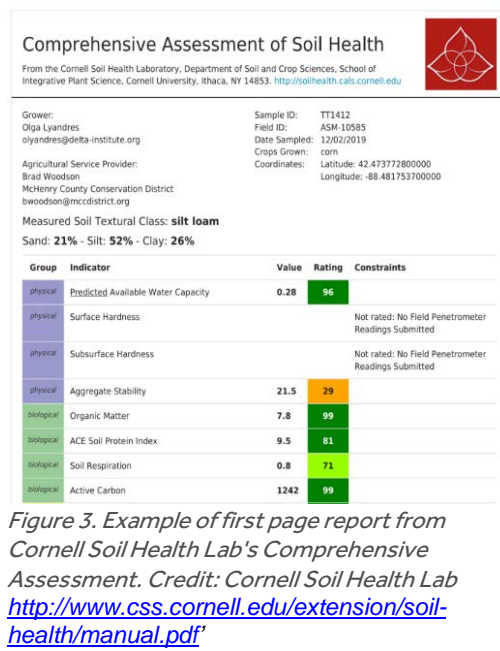 Comprehensive Assessment of Soil Health
From the Cornell Soil Health Laboratory, Department of Soil and Crop Sciences, School of
Integrative Plant Science, Cornell University, Ithaca, NY 14853. http://soilhealth.cals.cornell.edu
Grower:
Olga Lyandres
olyandres@delta-institute.org
Agricultural Service Provider:
Brad Woodson
McHenry County Conservation District
bwoodson@mccdistrict.org
Sample ID: TT1412
Field ID: ASM-10585
Date Sampled: 12/02/2019
Crops Grown: corn
Coordinates: Latitude: 42.473772800000
Longitude: -88.481753700000
Measured Soil Textural Class: silt loam
Sand: 21% - Silt: 52% - Clay: 26%
Group Indicator Value Rating Constraints
physical Predicted Available Water Capacity 0.28 96
physical Surface Hardness Not rated: No Field Penetrometer
Readings Submitted
physical Subsurface Hardness Not rated: No Field Penetrometer
Readings Submitted
physical Aggregate Stability 21.5 29
biological Organic Matter 7.8 99
biological ACE Soil Protein Index 9.5 81
biological Soil Respiration 0.8 71
biological Active Carbon 1242 99
Figure 3. Example of first page report from
Cornell Soil Health Lab's Comprehensive
Assessment. Credit: Cornell Soil Health Lab
http://www.css.cornell.edu/extension/soil-
health/manual.pdf'